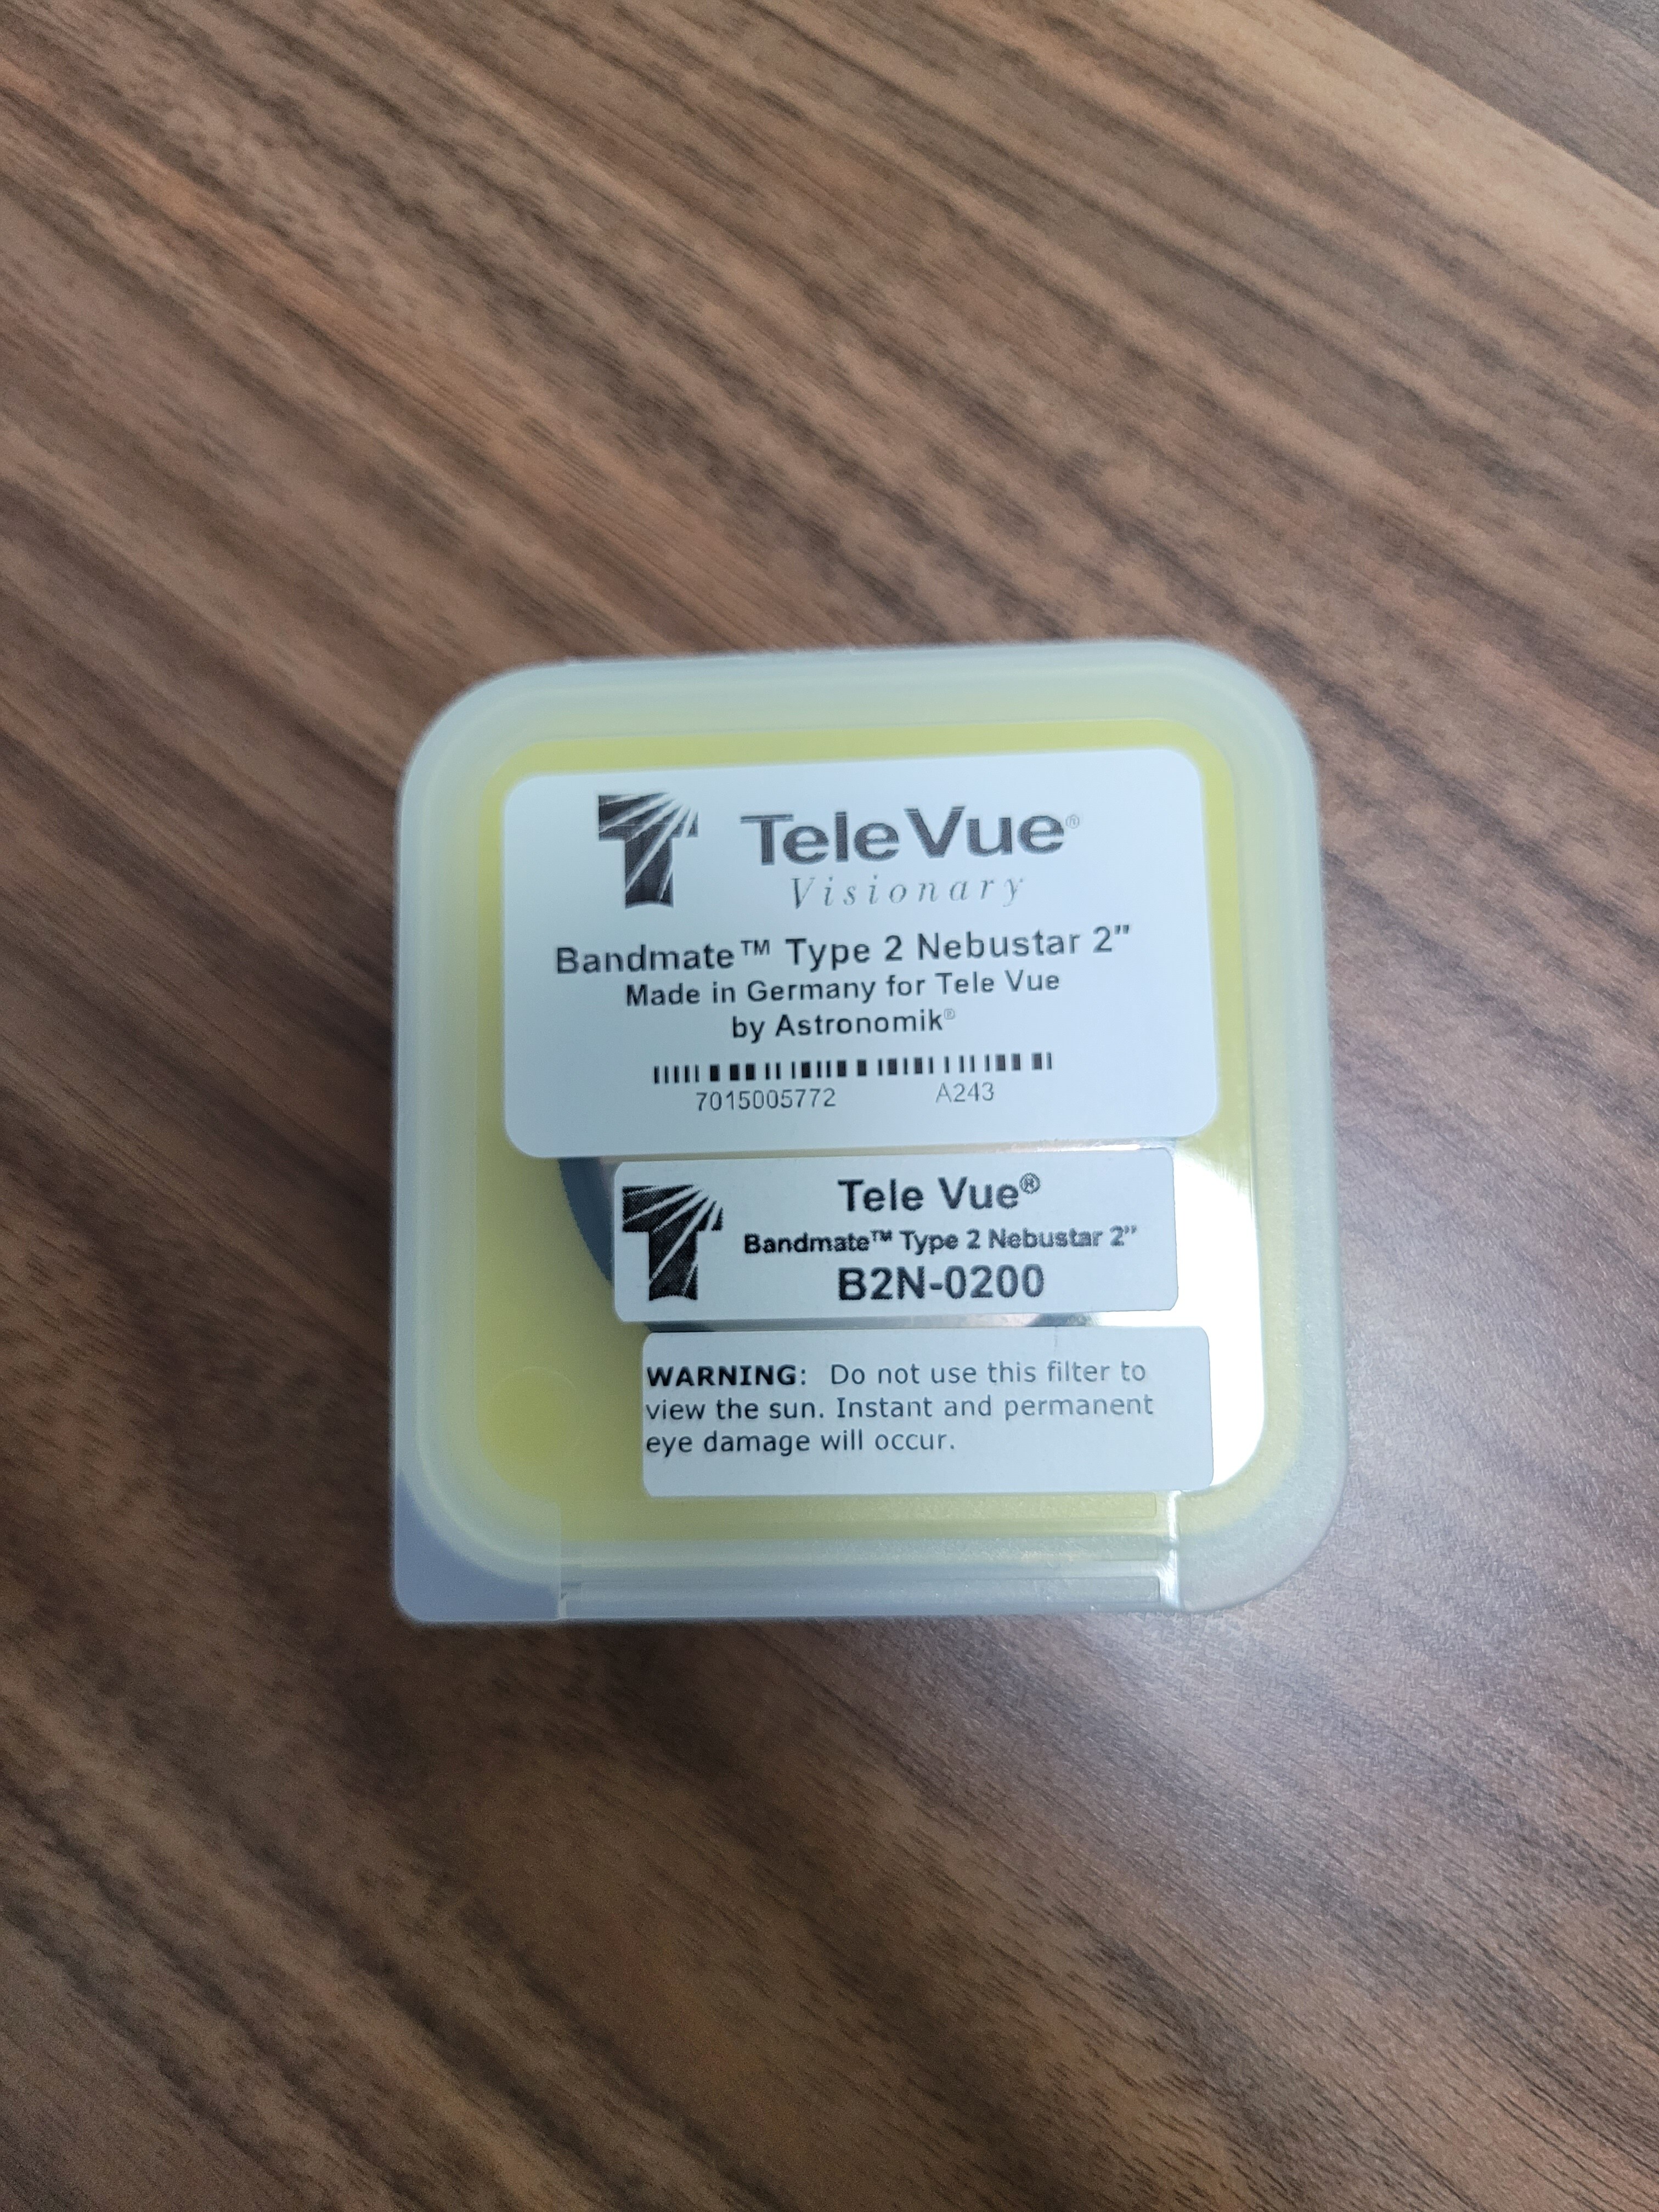 Tele Vue®
Visionary
Bandmate™ Type 2 Nebustar 2"
Made in Germany for Tele Vue
by Astronomik®
7015005772 A243
Tele Vue®
Bandmate™ Type 2 Nebustar 2"
B2N-0200
WARNING: Do not use this filter to
view the sun. Instant and permanent
eye damage will occur.